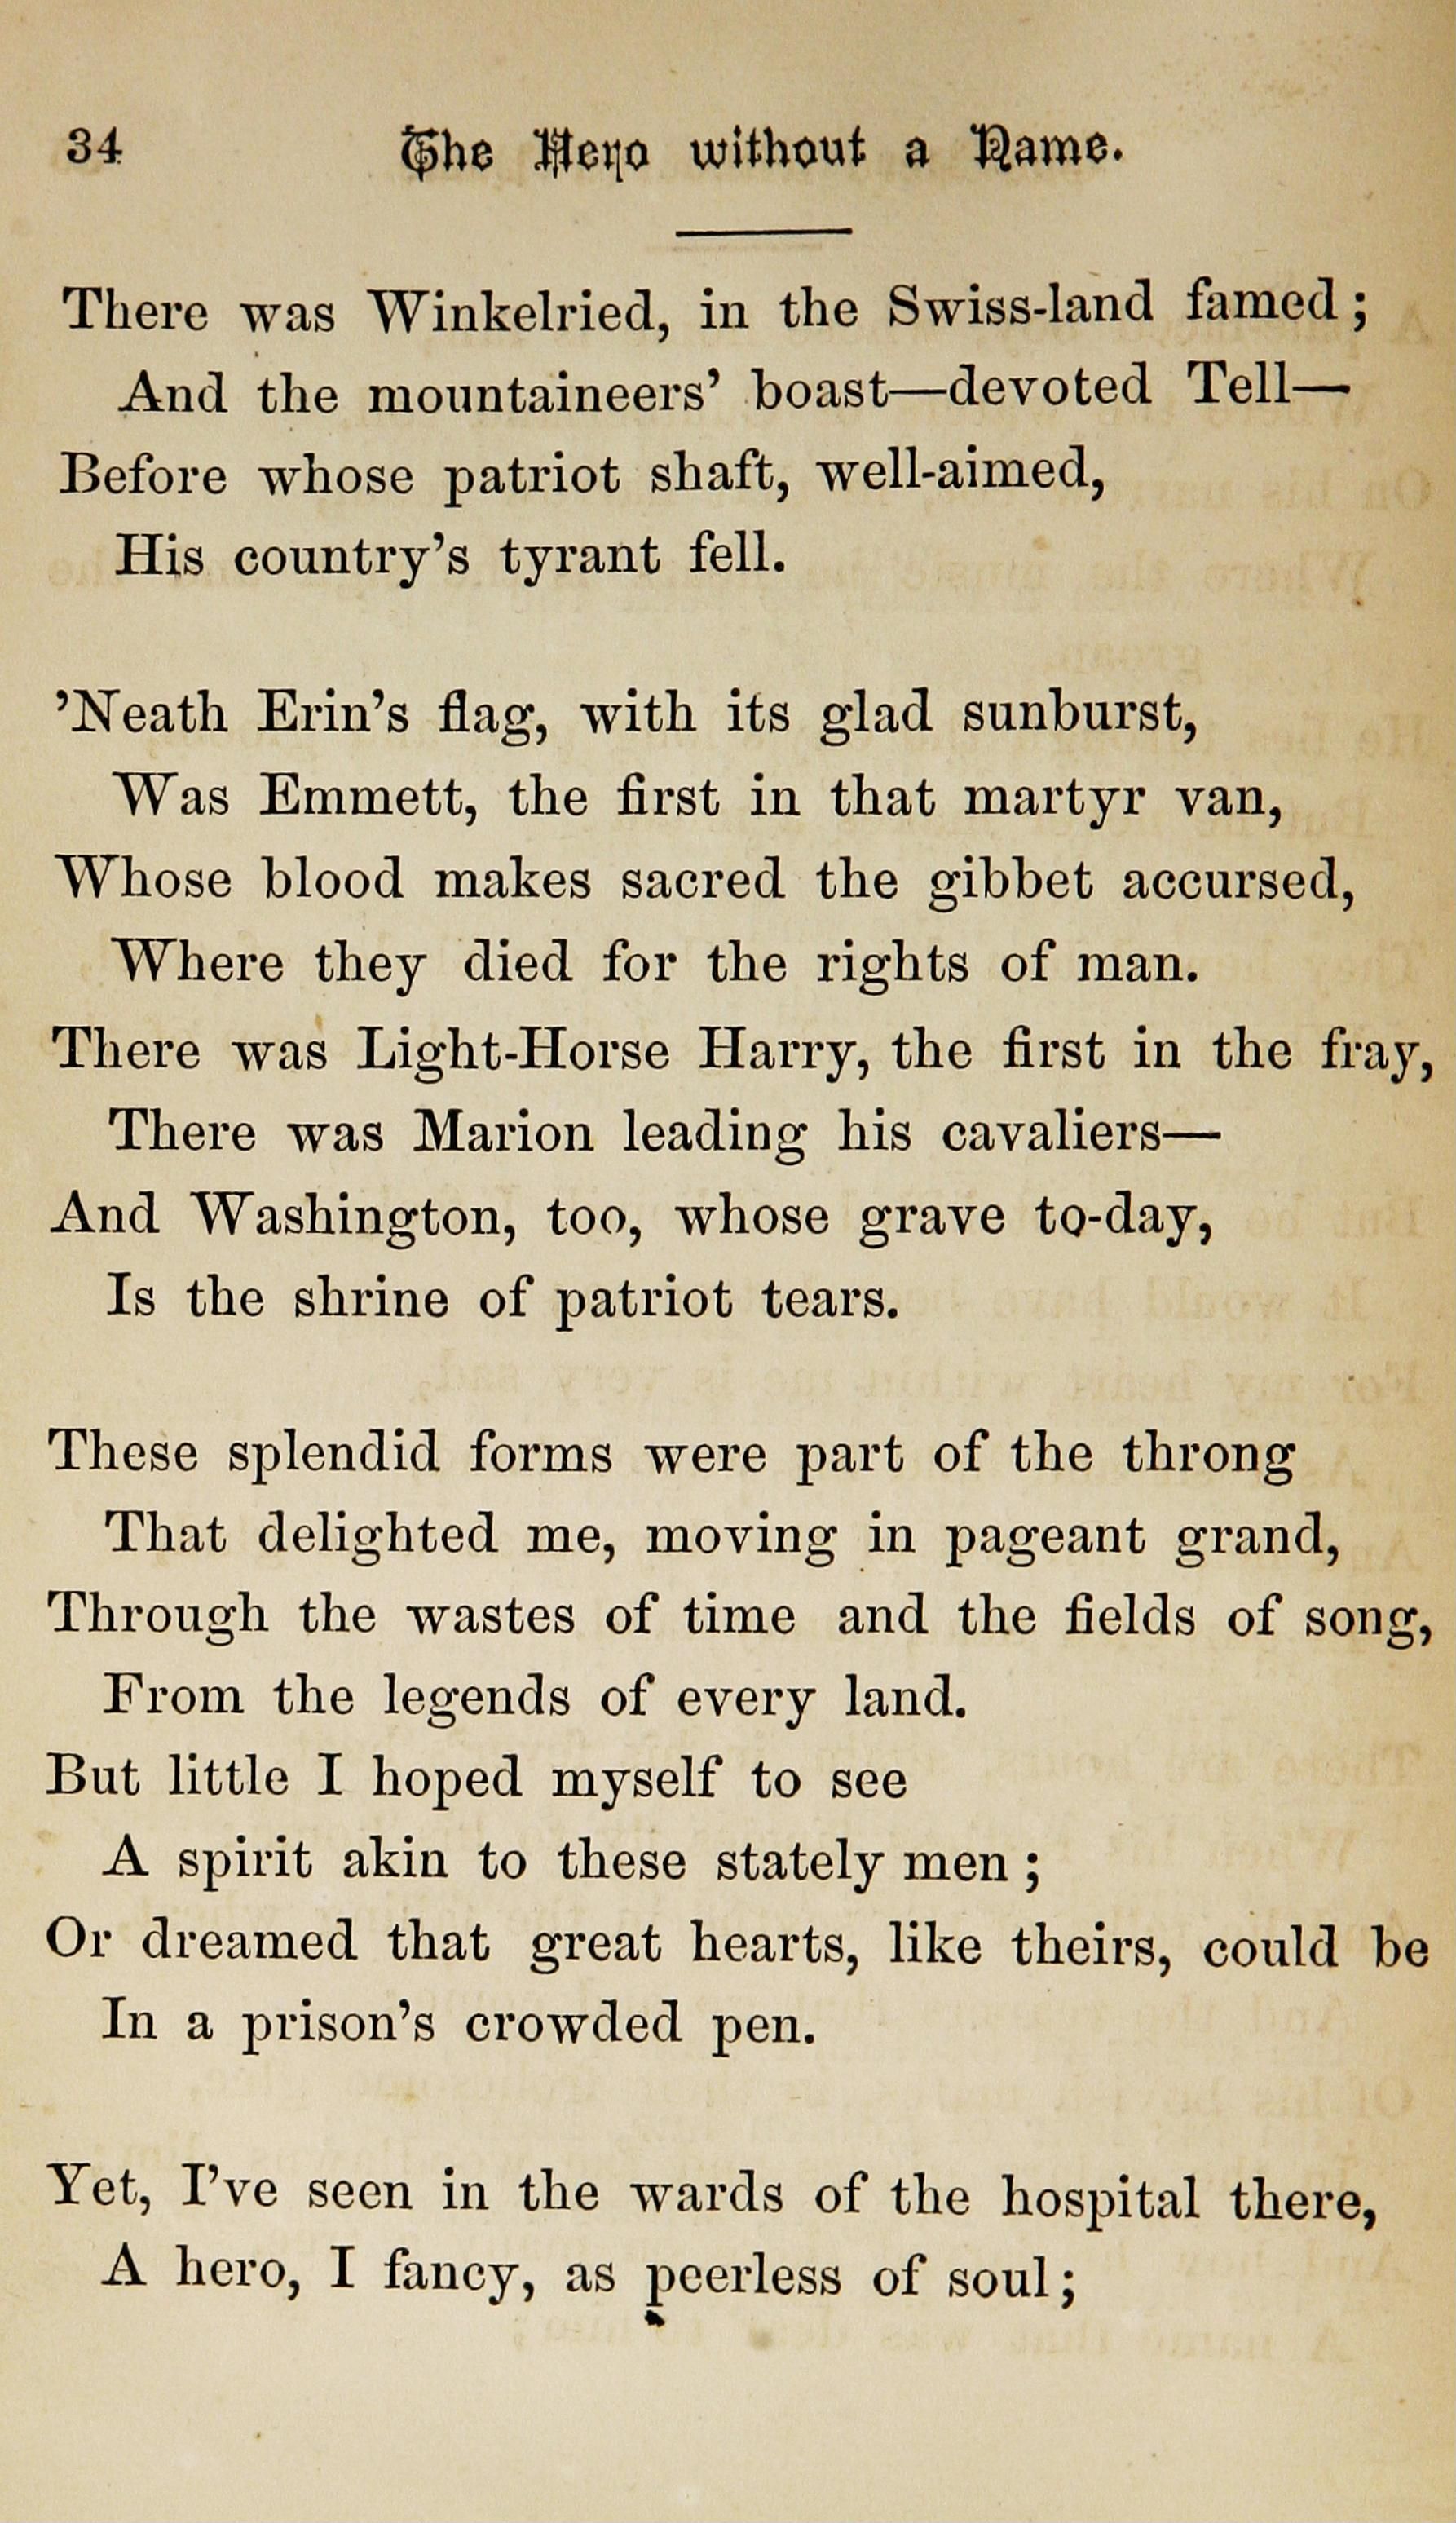 34 The Hero without a Name.
There was Winkelried, in the Swiss-land famed;
And the mountaineers’ boast—devoted Tell—
Before whose patriot shaft, well-aimed,
His country’s tyrant fell.
’Neath Erin’s flag, with its glad sunburst,
Was Emmett, the first in that martyr van,
Whose blood makes sacred the gibbet accursed,
Where they died for the rights of man.
There was Light-Horse Harry, the first in the fray,
There was Marion leading his cavaliers—
And Washington, too, whose grave to-day,
Is the shrine of patriot tears.
These splendid forms were part of the throng
That delighted me, moving in pageant grand,
Through the wastes of time and the fields of song,
From the legends of every land.
But little I hoped myself to see
A spirit akin to these stately men;
Or dreamed that great hearts, like theirs, could be
In a prison’s crowded pen.
Yet, I’ve seen in the wards of the hospital there,
A hero, I fancy, as peerless of soul;